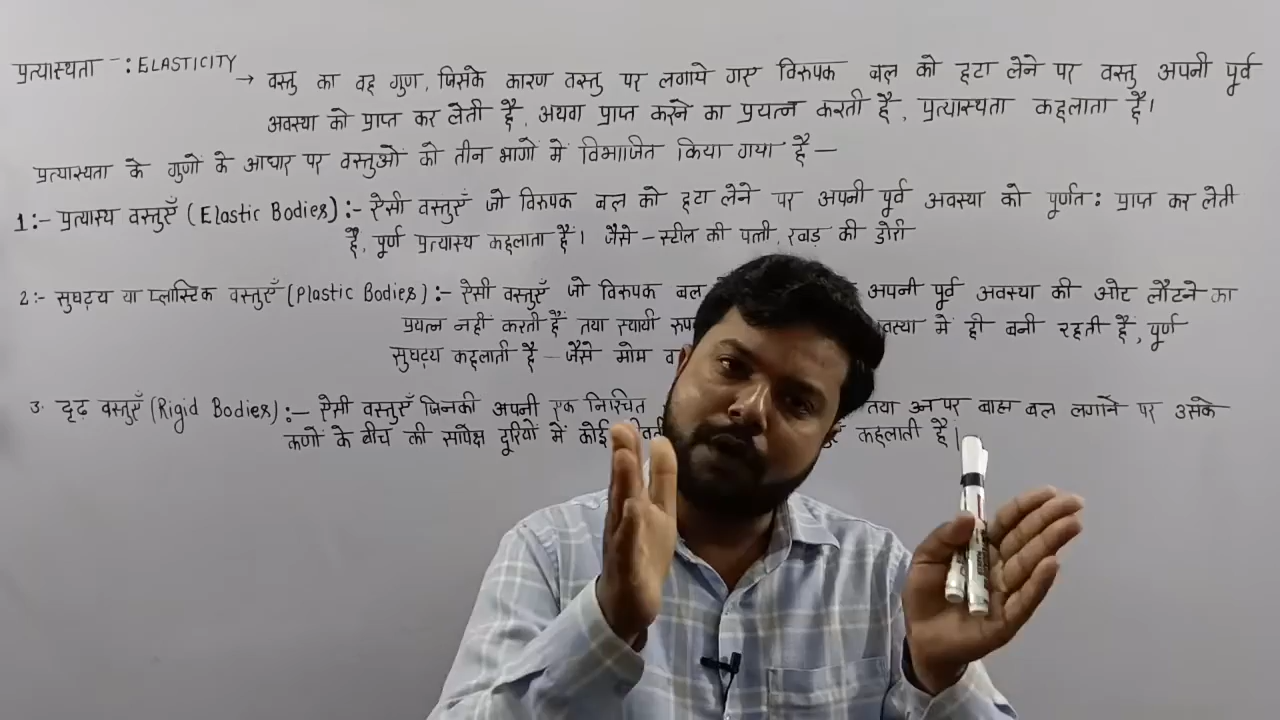 प्रत्यास्थता -: ELASTICITY → वस्तु का वह गुण, जिसके कारण वस्तु पर लगाये गए विरुपक बल को हटा लेने पर वस्तु अपनी पूर्व
अवस्था को प्राप्त कर लेती है, अथवा प्राप्त करने का प्रयत्न करती है, प्रत्यास्थता कहलाता है।
प्रत्यास्थता के गुणों के आधार पर वस्तुओं को तीन भागों में विभाजित किया गया है —
1:- प्रत्यास्थ वस्तुएँ (Elastic Bodies) :- ऐसी वस्तुएँ जो विरुपक बल को हटा लेने पर अपनी पूर्व अवस्था को पूर्णत: प्राप्त कर लेती
है, पूर्ण प्रत्यास्थ कहलाता है। जैसे - स्टील की पत्ती, रबड़ की डोरी
2:- सुघट्य या प्लास्टिक वस्तुएँ (Plastic Bodies) :- ऐसी वस्तुएँ जो विरुपक बल अपनी पूर्व अवस्था की ओर लौटने का
प्रयत्न नहीं करती हैं तथा स्थायी रूप में ही बनी रहती हैं, पूर्ण
सुघट्य कहलाती है - जैसे मोम
3. दृढ़ वस्तुएँ (Rigid Bodies) :- ऐसी वस्तुएँ जिनकी अपनी एक निश्चित तथा उन पर बाह्य बल लगाने पर उसके
कणों के बीच की सापेक्ष दूरियों में कोई कहलाती है।